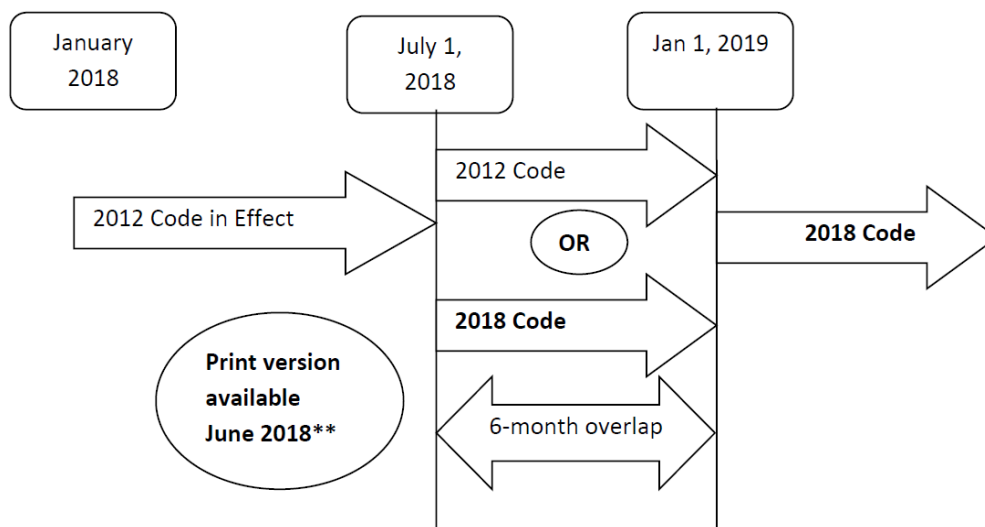 January
2018
July 1,
2018
Jan 1, 2019
2012 Code in Effect
2012 Code
OR
2018 Code
2018 Code
Print version
available
June 2018**
6-month overlap